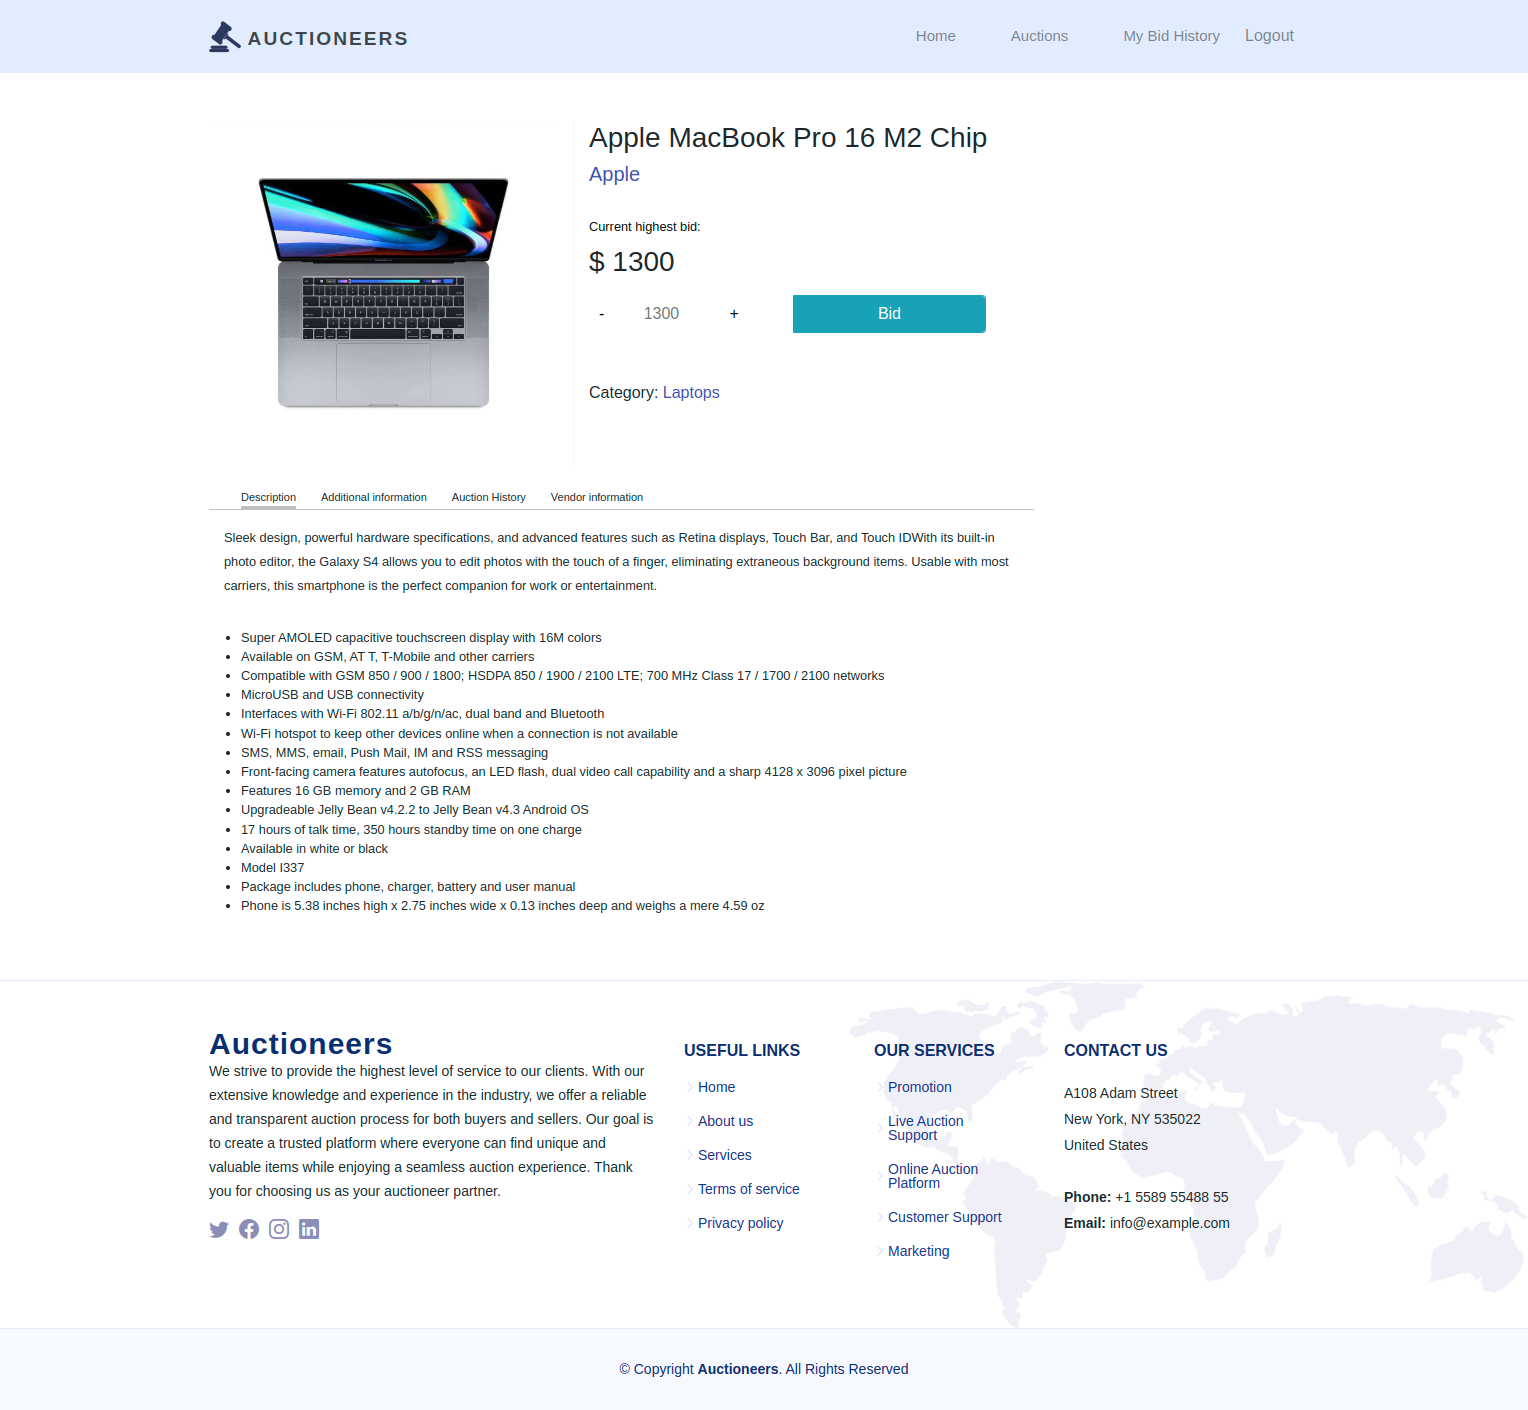 AUCTIONEERS
Home
Auctions
My Bid History
Logout
Apple MacBook Pro 16 M2 Chip
Apple
Current highest bid:
$ 1300
-
1300
+
Bid
Category: Laptops
Description
Additional information
Auction History
Vendor information
Sleek design, powerful hardware specifications, and advanced features such as Retina displays, Touch Bar, and Touch IDWith its built-in
photo editor, the Galaxy S4 allows you to edit photos with the touch of a finger, eliminating extraneous background items. Usable with most
carriers, this smartphone is the perfect companion for work or entertainment.
Super AMOLED capacitive touchscreen display with 16M colors
Available on GSM, AT T, T-Mobile and other carriers
Compatible with GSM 850 / 900 / 1800; HSDPA 850 / 1900 / 2100 LTE; 700 MHz Class 17 / 1700 / 2100 networks
MicroUSB and USB connectivity
Interfaces with Wi-Fi 802.11 a/b/g/n/ac, dual band and Bluetooth
Wi-Fi hotspot to keep other devices online when a connection is not available
SMS, MMS, email, Push Mail, IM and RSS messaging
Front-facing camera features autofocus, an LED flash, dual video call capability and a sharp 4128 x 3096 pixel picture
Features 16 GB memory and 2 GB RAM
Upgradeable Jelly Bean v4.2.2 to Jelly Bean v4.3 Android OS
17 hours of talk time, 350 hours standby time on one charge
Available in white or black
Model I337
Package includes phone, charger, battery and user manual
Phone is 5.38 inches high x 2.75 inches wide x 0.13 inches deep and weighs a mere 4.59 oz
Auctioneers
We strive to provide the highest level of service to our clients. With our
extensive knowledge and experience in the industry, we offer a reliable
and transparent auction process for both buyers and sellers. Our goal is
to create a trusted platform where everyone can find unique and
valuable items while enjoying a seamless auction experience. Thank
you for choosing us as your auctioneer partner.
USEFUL LINKS
Home
About us
Services
Terms of service
Privacy policy
OUR SERVICES
Promotion
Live Auction
Support
Online Auction
Platform
Customer Support
Marketing
CONTACT US
A108 Adam Street
New York, NY 535022
United States
Phone: +1 5589 55488 55
Email: info@example.com
© Copyright Auctioneers. All Rights Reserved